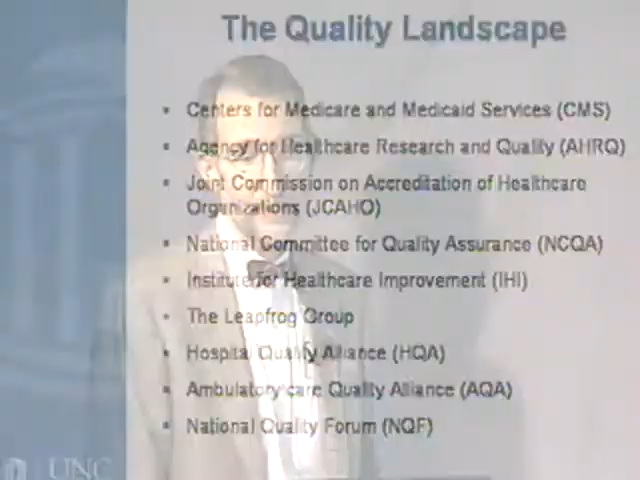 The Quality Landscape
• Centers for Medicare and Medicaid Services (CMS)
• Agency for Healthcare Research and Quality (AHRQ)
• Joint Commission on Accreditation of Healthcare
Organizations (JCAHO)
• National Committee for Quality Assurance (NCQA)
• Institute for Healthcare Improvement (IHI)
• The Leapfrog Group
• Hospital Quality Alliance (HQA)
• Ambulatory care Quality Alliance (AQA)
• National Quality Forum (NQF)
UNC